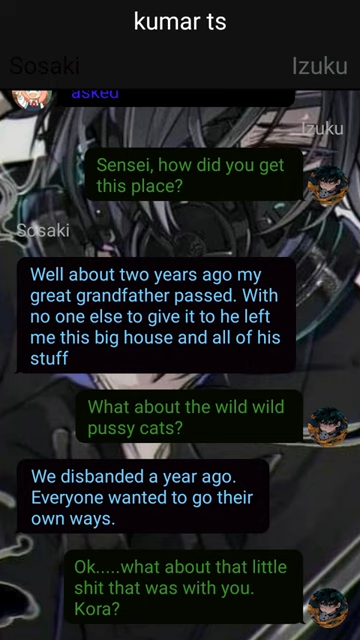 kumar ts
Sosaki
Izuku
asked
Izuku
Sensei, how did you get
this place?
Sosaki
Well about two years ago my
great grandfather passed. With
no one else to give it to he left
me this big house and all of his
stuff
What about the wild wild
pussy cats?
We disbanded a year ago.
Everyone wanted to go their
own ways.
Ok.....what about that little
shit that was with you.
Kora?